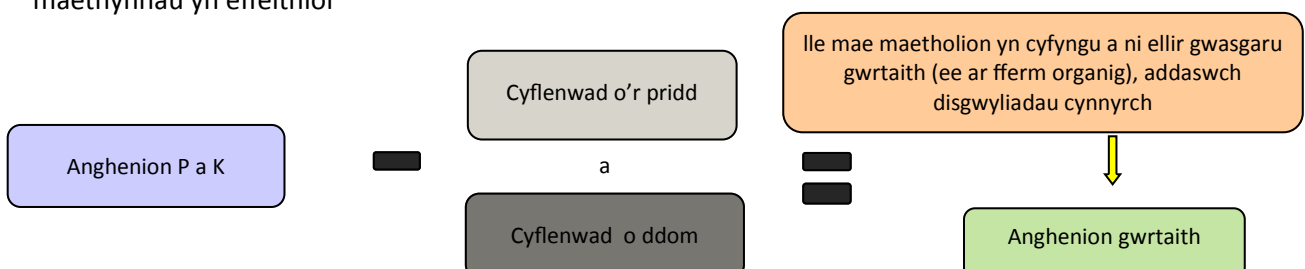 maethynnau yn effeithiol
lle mae maetholion yn cyfyngu a ni ellir gwasgaru
gwrtaith (ee ar fferm organig), addaswch
disgwyliadau cynnyrch
Anghenion P a K
Cyflenwad o'r pridd
a
Cyflenwad o ddom
Anghenion gwrtaith